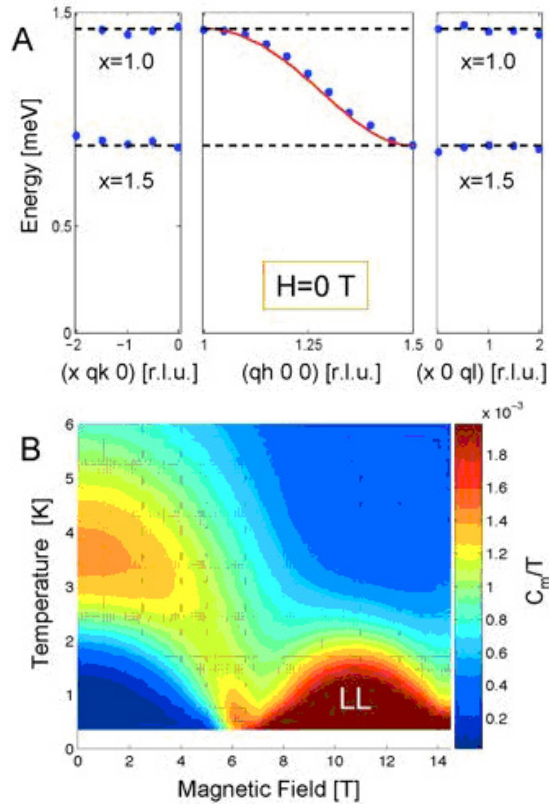 A
Energy [meV]
1.5
0.5
0
x=1.0
x=1.5
-2 -1 0
(x qk 0) [r.l.u.]
H=0 T
1 1.25 1.5
(qh 0 0) [r.l.u.]
x=1.0
x=1.5
0 1 2
(x 0 ql) [r.l.u.]
B
Temperature [K]
6
5
4
3
2
1
0
LL
0 2 4 6 8 10 12 14
Magnetic Field [T]
x 10-3
1.8
1.6
1.4
1.2
1
0.8
0.6
0.4
0.2
Cm/T